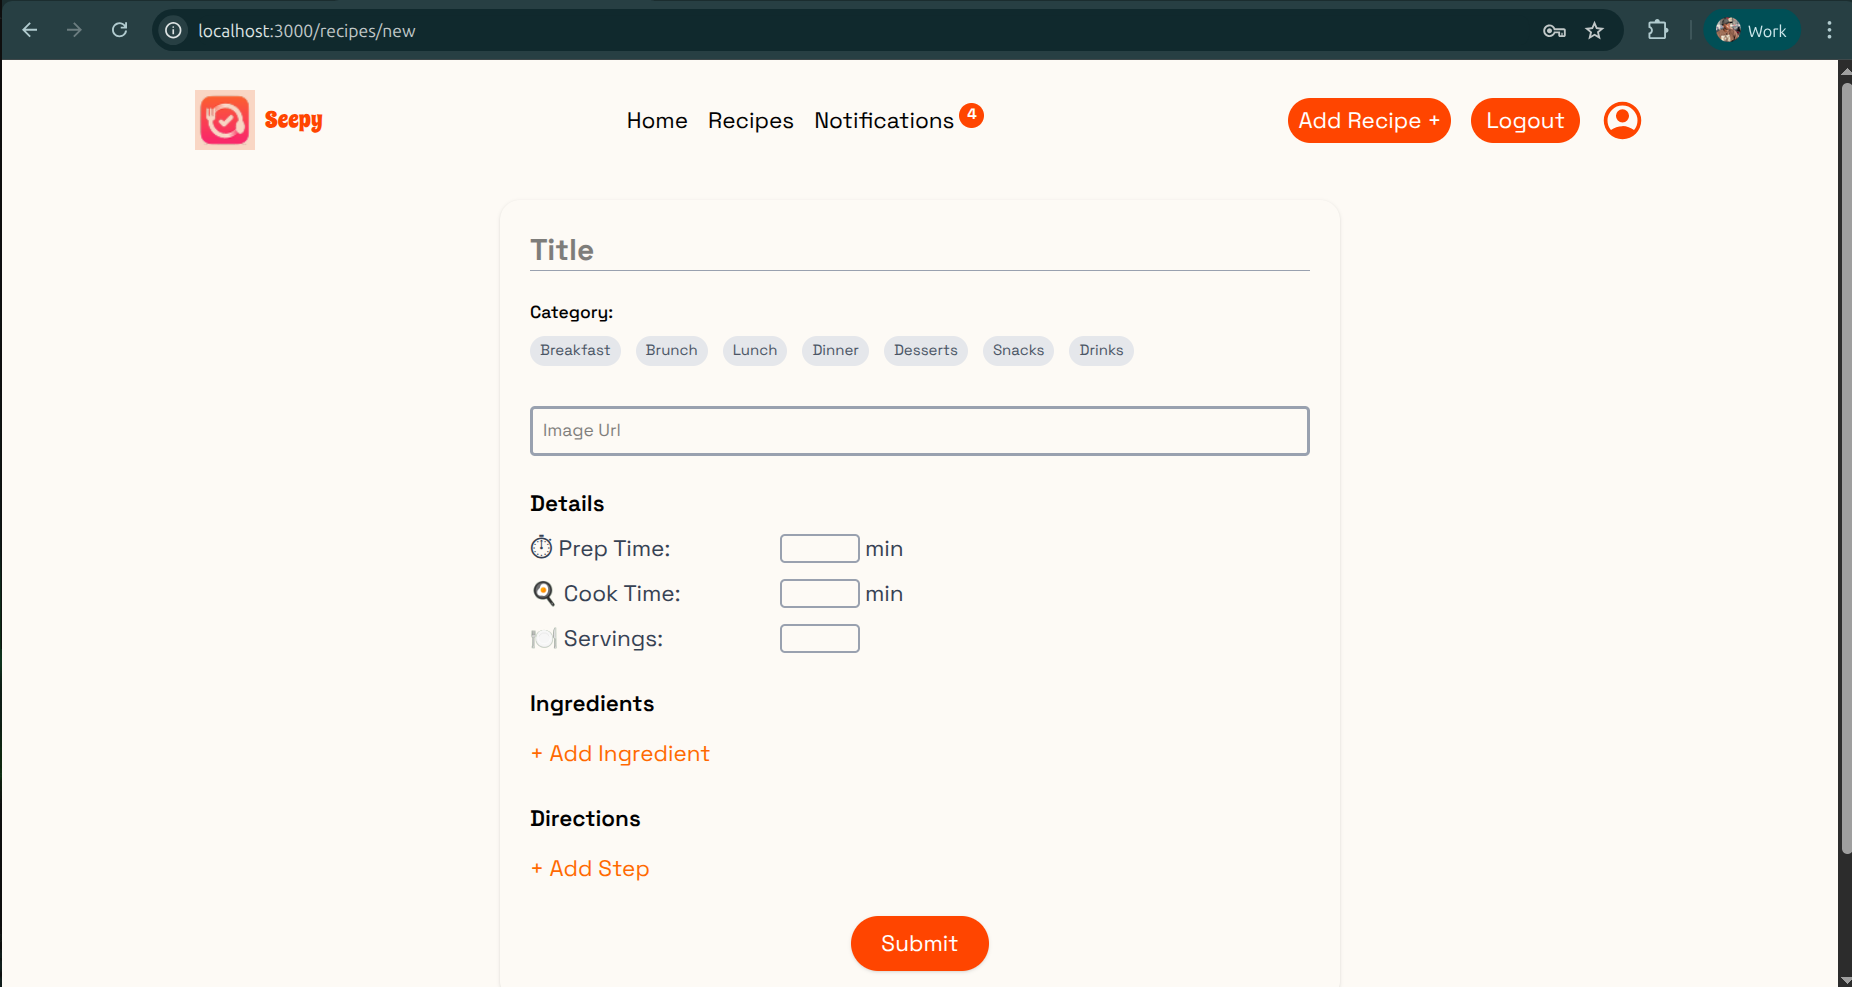 localhost:3000/recipes/new
Work
Seepy
Home Recipes Notifications 4
Add Recipe + Logout
Title
Category:
Breakfast Brunch Lunch Dinner Desserts Snacks Drinks
Image Url
Details
Prep Time: min
Cook Time: min
Servings:
Ingredients
+ Add Ingredient
Directions
+ Add Step
Submit